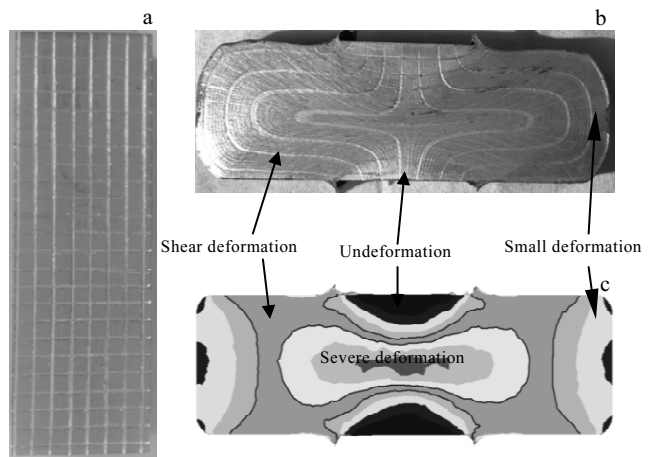 a
b
Shear deformation
Undeformation
Small deformation
c
Severe deformation